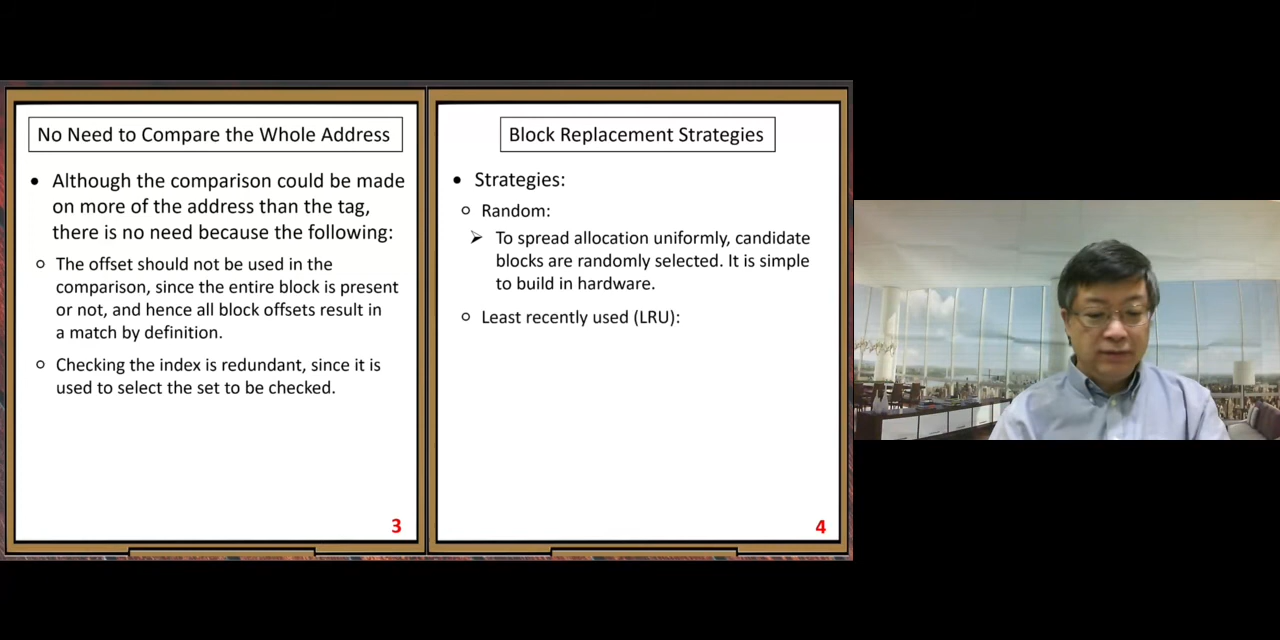 No Need to Compare the Whole Address
• Although the comparison could be made
on more of the address than the tag,
there is no need because the following:
o The offset should not be used in the
comparison, since the entire block is present
or not, and hence all block offsets result in
a match by definition.
o Checking the index is redundant, since it is
used to select the set to be checked.
3
Block Replacement Strategies
• Strategies:
o Random:
➢ To spread allocation uniformly, candidate
blocks are randomly selected. It is simple
to build in hardware.
o Least recently used (LRU):
4